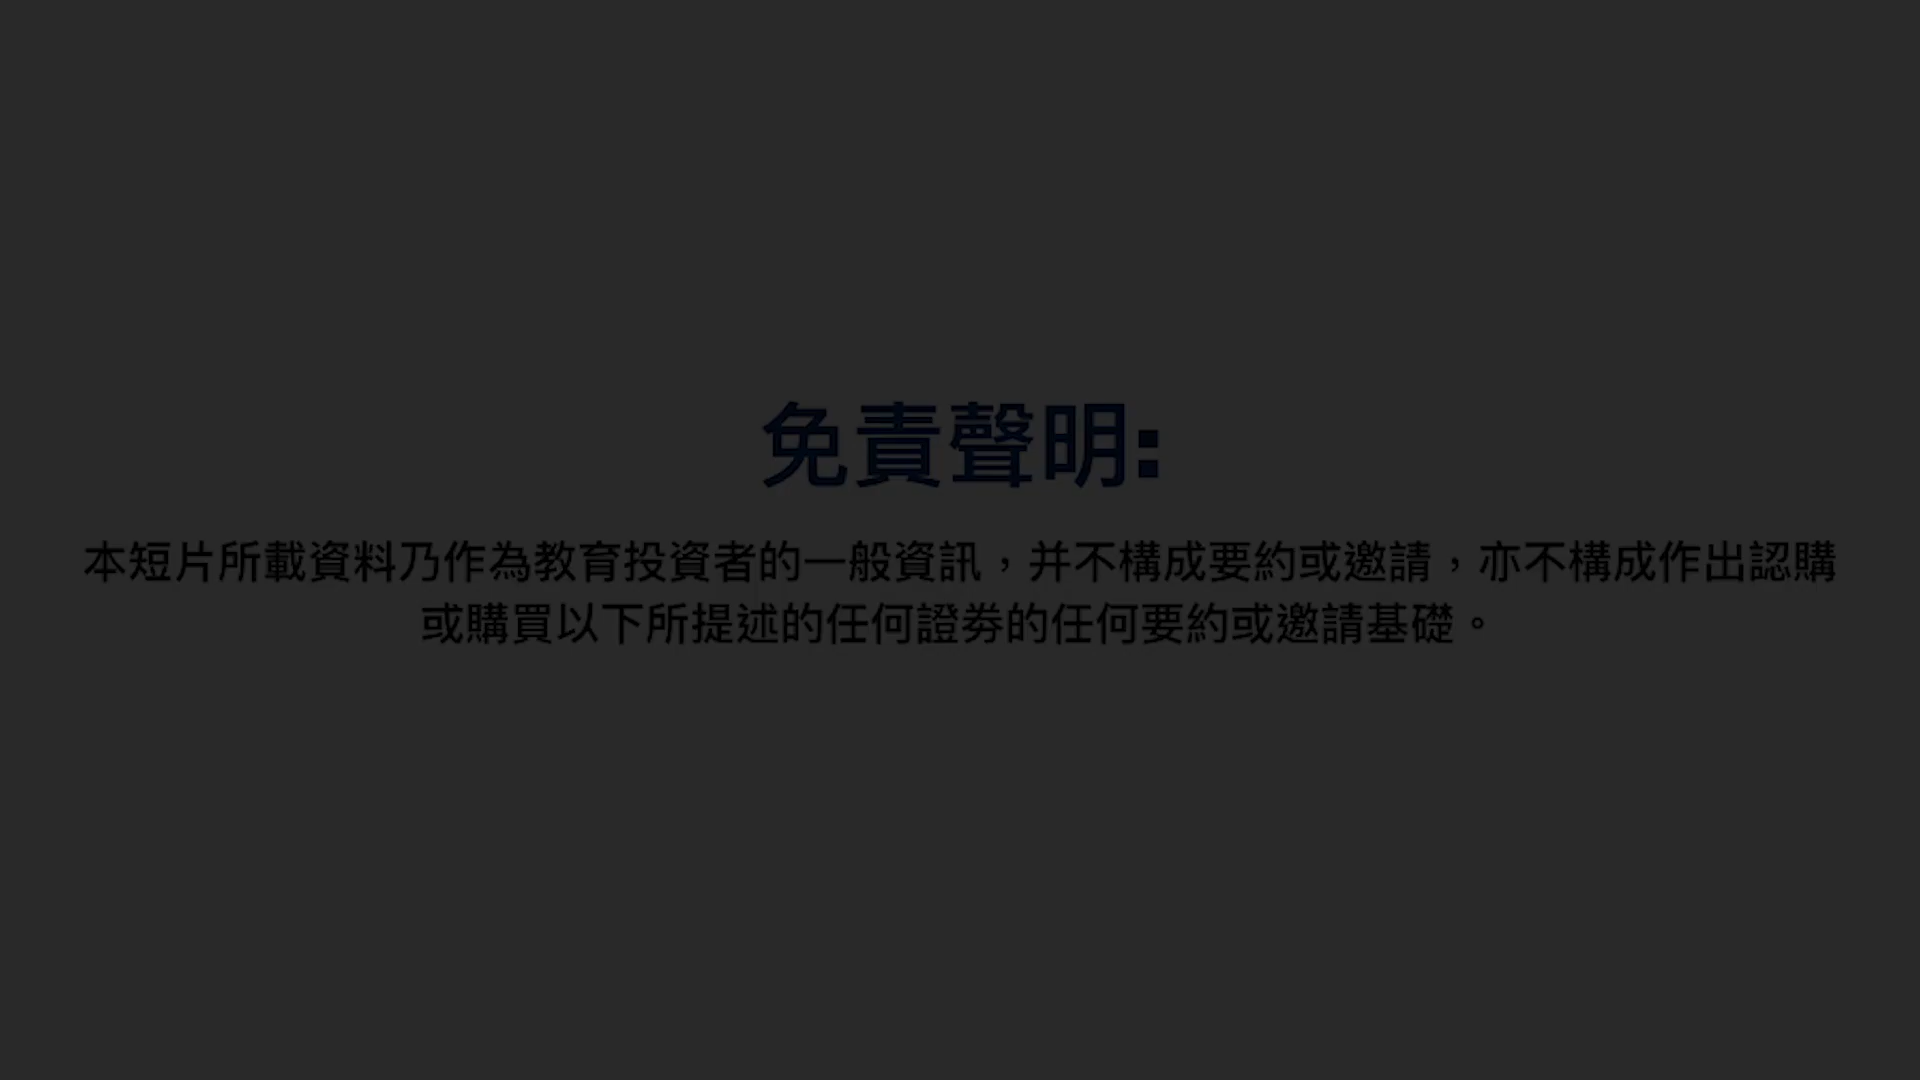 免責聲明:
本短片所載資料乃作為教育投資者的一般資訊，并不構成要約或邀請，亦不構成作出認購
或購買以下所提述的任何證券的任何要約或邀請基礎。